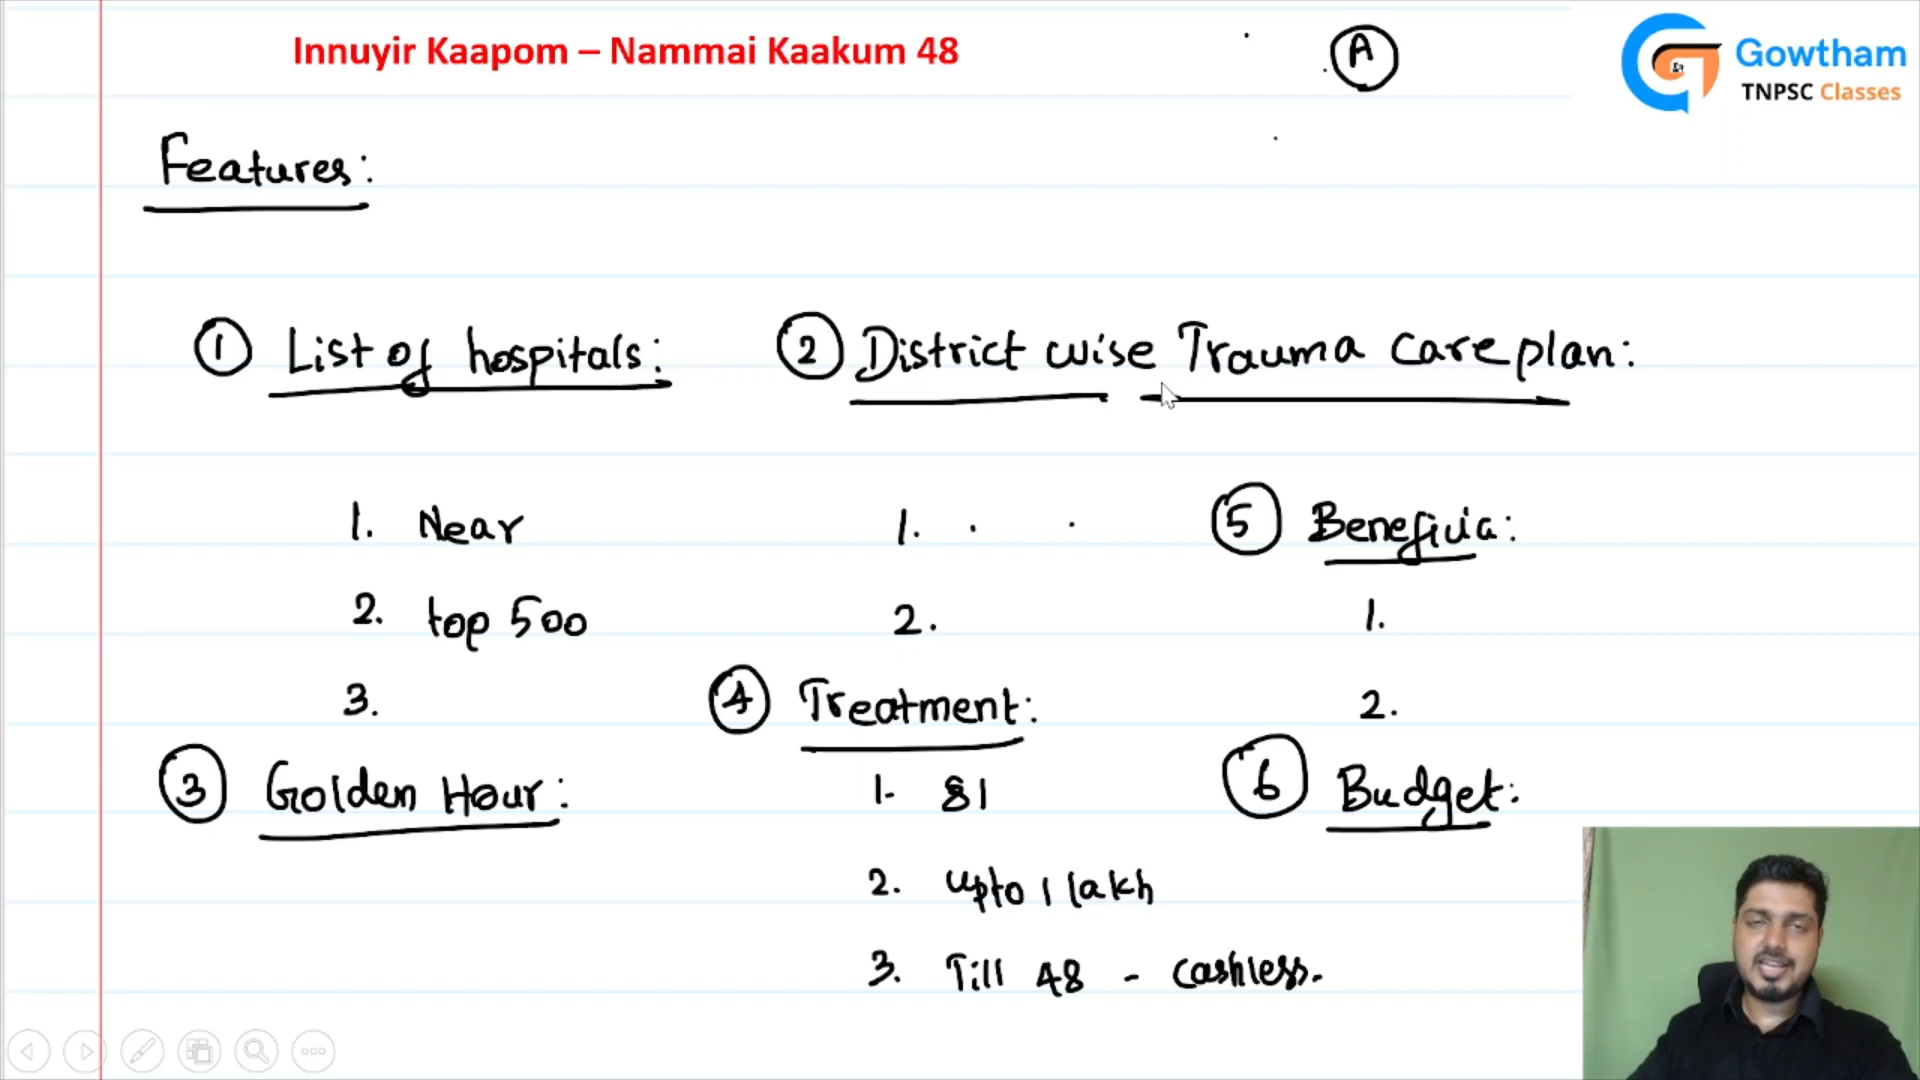 Innuyir Kaapom – Nammai Kaakum 48
A
Gowtham
TNPSC Classes
Features:
1 List of hospitals:
1. Near
2. top 500
3.
2 District wise Trauma care plan:
1.
2.
3 Golden Hour:
4 Treatment:
1. 81
2. upto 1 lakh
3. Till 48 - cashless.
5 Beneficia:
1.
2.
6 Budget: